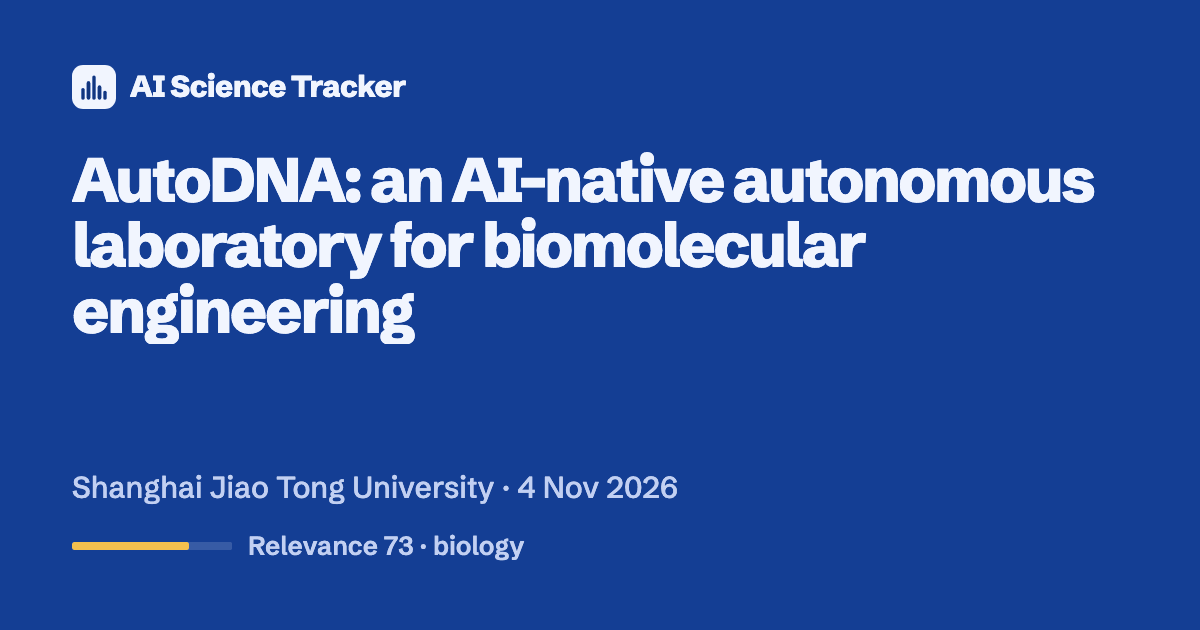 AI Science Tracker
AutoDNA: an AI-native autonomous
laboratory for biomolecular
engineering
Shanghai Jiao Tong University · 4 Nov 2026
Relevance 73 · biology